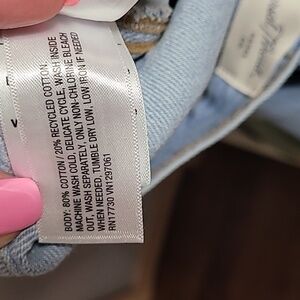 BODY: 80% COTTON / 20% RECYCLED COTTON;
MACHINE WASH COLD, DELICATE CYCLE, WASH INSIDE
OUT, WASH SEPARATELY, ONLY NON-CHLORINE BLEACH
WHEN NEEDED, TUMBLE DRY LOW, LOW IRON IF NEEDED
RN17730 VN1297061